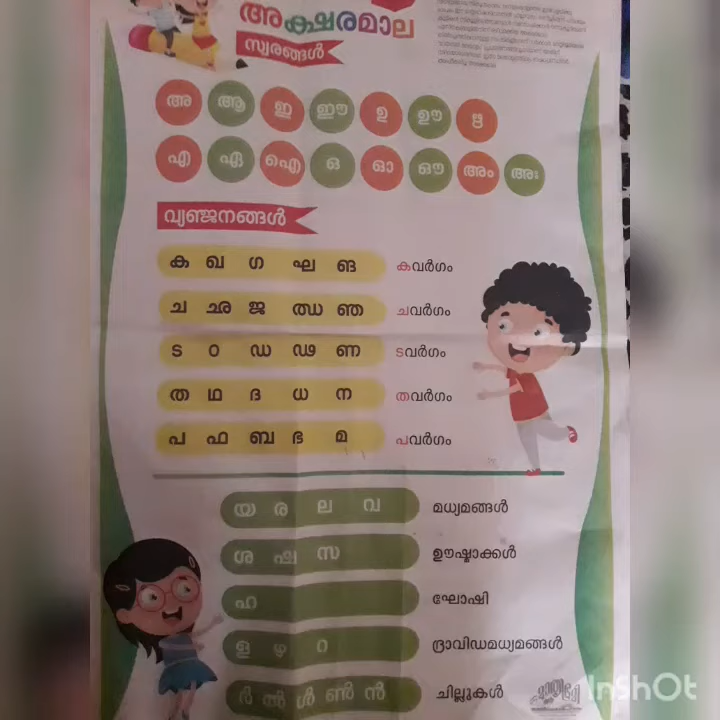 അക്ഷരമാല
സ്വരങ്ങൾ
അ ആ ഇ ഈ ഉ ഊ ഋ
എ ഏ ഐ ഒ ഓ ഔ അം അഃ
വ്യഞ്ജനങ്ങൾ
ക ഖ ഗ ഘ ങ കവർഗം
ച ഛ ജ ഝ ഞ ചവർഗം
ട ഠ ഡ ഢ ണ ടവർഗം
ത ഥ ദ ധ ന തവർഗം
പ ഫ ബ ഭ മ പവർഗം
യ ര ല വ മധ്യമങ്ങൾ
ശ ഷ സ ഊഷ്മാക്കൾ
ഹ ഘോഷി
ള ഴ റ ദ്രാവിഡമധ്യമങ്ങൾ
ർ ൽ ൾ ൺ ൻ ചില്ലുകൾ
InShOt